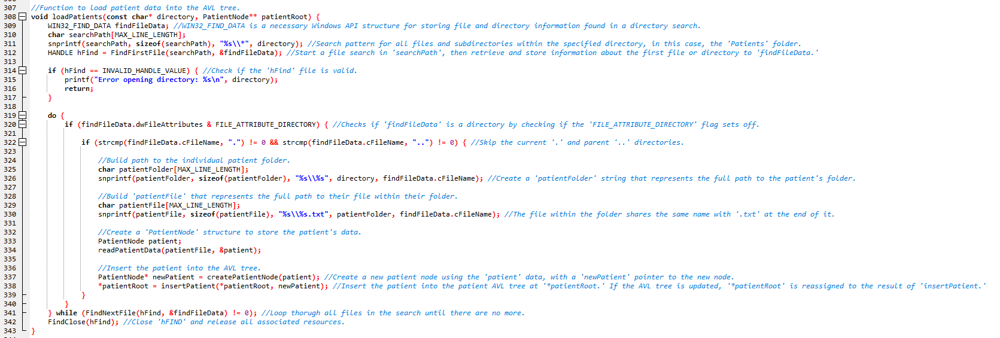 307 //Function to load patient data into the AVL tree.
308 void loadPatients(const char* directory, PatientNode** patientRoot) {
309 WIN32_FIND_DATA findFileData; //WIN32_FIND_DATA is a necessary Windows API structure for storing file and directory information found in a directory search.
310 char searchPath[MAX_LINE_LENGTH];
311 snprintf(searchPath, sizeof(searchPath), "%s\\*", directory); //Search pattern for all files and subdirectories within the specified directory, in this case, the 'Patients' folder.
312 HANDLE hFind = FindFirstFile(searchPath, &findFileData); //Start a file search in 'searchPath', then retrieve and store information about the first file or directory to 'findFileData.'
313
314 if (hFind == INVALID_HANDLE_VALUE) { //Check if the 'hFind' file is valid.
315 printf("Error opening directory: %s\n", directory);
316 return;
317 }
318
319 do {
320 if (findFileData.dwFileAttributes & FILE_ATTRIBUTE_DIRECTORY) { //Checks if 'findFileData' is a directory by checking if the 'FILE_ATTRIBUTE_DIRECTORY' flag sets off.
321
322 if (strcmp(findFileData.cFileName, ".") != 0 && strcmp(findFileData.cFileName, "..") != 0) { //Skip the current '.' and parent '..' directories.
323
324 //Build path to the individual patient folder.
325 char patientFolder[MAX_LINE_LENGTH];
326 snprintf(patientFolder, sizeof(patientFolder), "%s\\%s", directory, findFileData.cFileName); //Create a 'patientFolder' string that represents the full path to the patient's folder.
327
328 //Build 'patientFile' that represents the full path to their file within their folder.
329 char patientFile[MAX_LINE_LENGTH];
330 snprintf(patientFile, sizeof(patientFile), "%s\\%s.txt", patientFolder, findFileData.cFileName); //The file within the folder shares the same name with '.txt' at the end of it.
331
332 //Create a 'PatientNode' structure to store the patient's data.
333 PatientNode patient;
334 readPatientData(patientFile, &patient);
335
336 //Insert the patient into the AVL tree.
337 PatientNode* newPatient = createPatientNode(patient); //Create a new patient node using the 'patient' data, with a 'newPatient' pointer to the new node.
338 *patientRoot = insertPatient(*patientRoot, newPatient); //Insert the patient into the patient AVL tree at '*patientRoot.' If the AVL tree is updated, '*patientRoot' is reassigned to the result of 'insertPatient.'
339 }
340 }
341 } while (FindNextFile(hFind, &findFileData) != 0); //Loop thorugh all files in the search until there are no more.
342 FindClose(hFind); //Close 'hFIND' and release all associated resources.
343 }